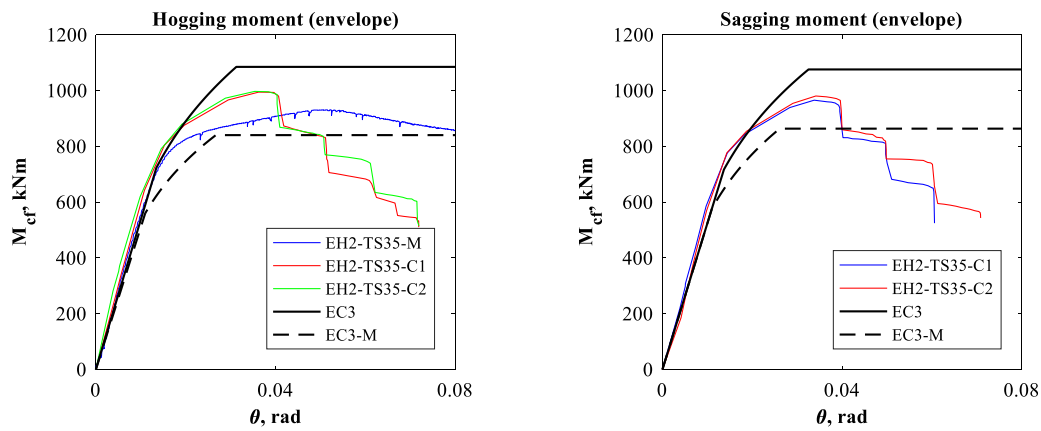 Hogging moment (envelope)
1200
1000
800
600
400
200
0
M_cf, kNm
0
0.04
0.08
θ, rad
EH2-TS35-M
EH2-TS35-C1
EH2-TS35-C2
EC3
EC3-M
Sagging moment (envelope)
1200
1000
800
600
400
200
0
M_cf, kNm
0
0.04
0.08
θ, rad
EH2-TS35-C1
EH2-TS35-C2
EC3
EC3-M